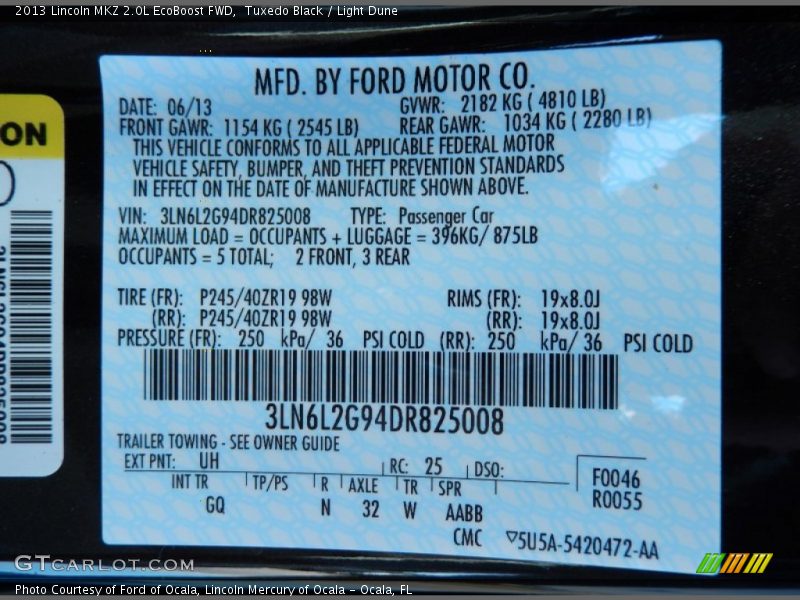 2013 Lincoln MKZ 2.0L EcoBoost FWD, Tuxedo Black / Light Dune
MFD. BY FORD MOTOR CO.
DATE: 06/13 GVWR: 2182 KG ( 4810 LB)
FRONT GAWR: 1154 KG ( 2545 LB) REAR GAWR: 1034 KG ( 2280 LB)
THIS VEHICLE CONFORMS TO ALL APPLICABLE FEDERAL MOTOR
VEHICLE SAFETY, BUMPER, AND THEFT PREVENTION STANDARDS
IN EFFECT ON THE DATE OF MANUFACTURE SHOWN ABOVE.
VIN: 3LN6L2G94DR825008 TYPE: Passenger Car
MAXIMUM LOAD = OCCUPANTS + LUGGAGE = 396KG/ 875LB
OCCUPANTS = 5 TOTAL; 2 FRONT, 3 REAR
TIRE (FR): P245/40ZR19 98W RIMS (FR): 19x8.0J
(RR): P245/40ZR19 98W (RR): 19x8.0J
PRESSURE (FR): 250 kPa/ 36 PSI COLD (RR): 250 kPa/ 36 PSI COLD
3LN6L2G94DR825008
TRAILER TOWING - SEE OWNER GUIDE
EXT PNT: UH RC: 25 DSO: F0046
INT TR TP/PS R AXLE TR SPR R0055
GQ N 32 W AABB
CMC ▽5U5A-5420472-AA
ON
3LN6L2G94DR825008
GTCARLOT.COM
Photo Courtesy of Ford of Ocala, Lincoln Mercury of Ocala - Ocala, FL